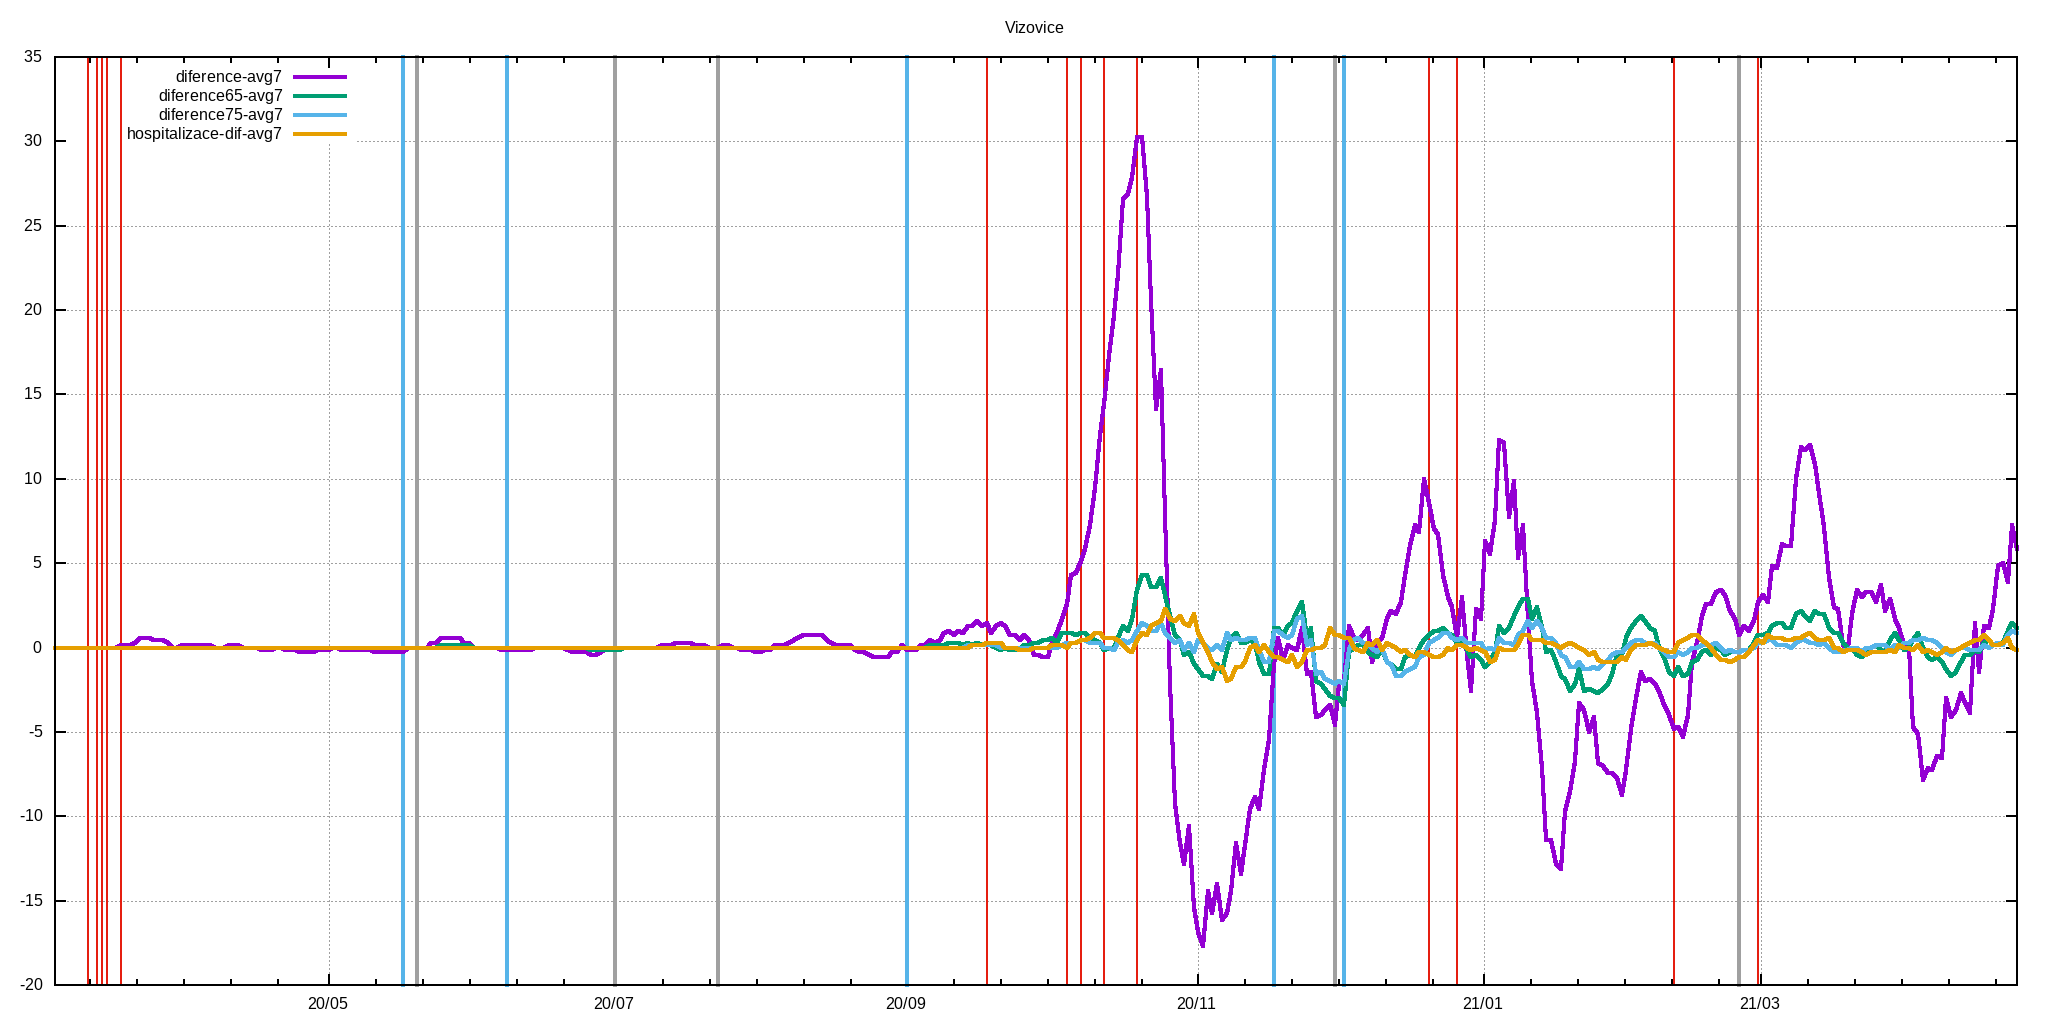 Vizovice
35
diference-avg7
diference65-avg7
diference75-avg7
hospitalizace-dif-avg7
30
25
20
15
10
5
0
-5
-10
-15
-20
20/05 20/07 20/09 20/11 21/01 21/03